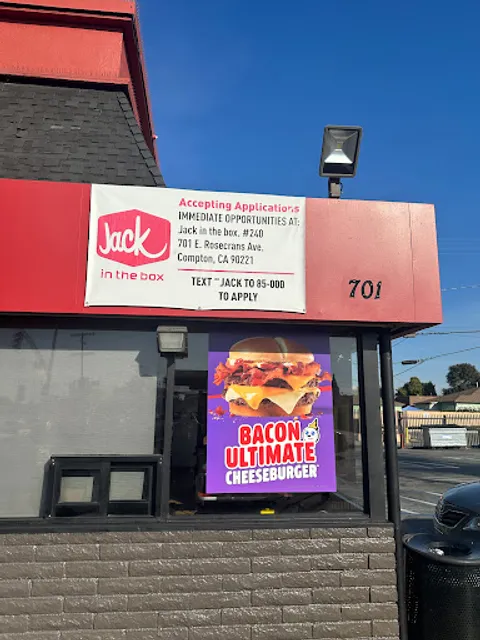 Jack
in the box
Accepting Applications
IMMEDIATE OPPORTUNITIES AT:
Jack in the box, #240
701 E. Rosecrans Ave.
Compton, CA 90221
TEXT "JACK TO 85-000
TO APPLY
701
BACON
ULTIMATE
CHEESEBURGER